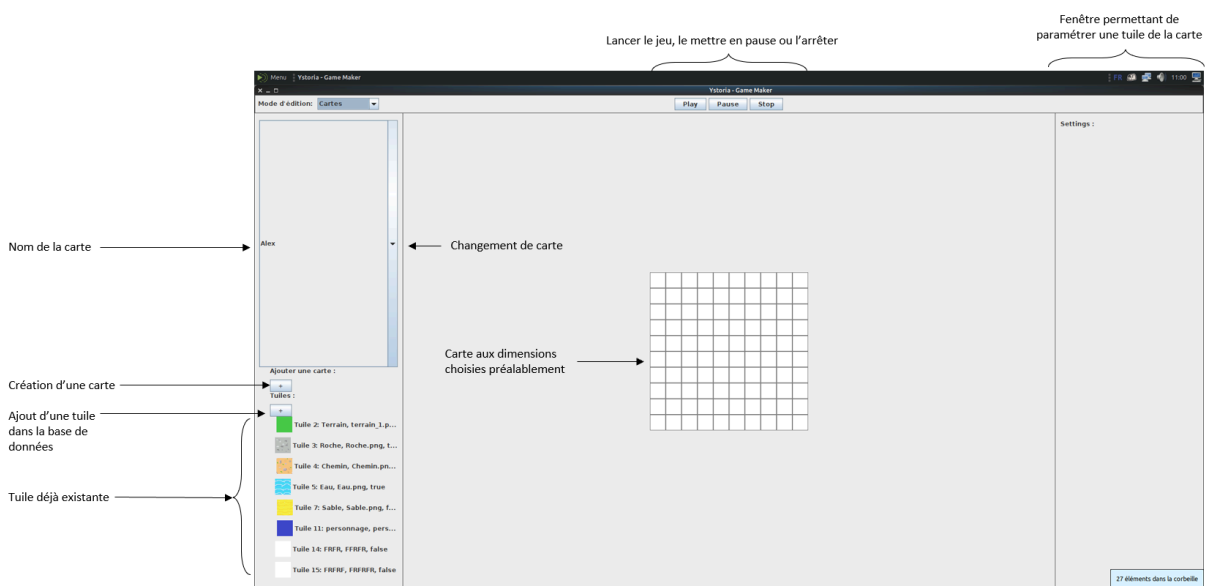 Fenêtre permettant de
paramétrer une tuile de la carte
Lancer le jeu, le mettre en pause ou l'arrêter
Menu Ystoria - Game Maker
FR 11:00
Ystoria - Game Maker
Mode d'édition: Cartes
Play Pause Stop
Settings :
Nom de la carte
Alex
Changement de carte
Carte aux dimensions
choisies préalablement
Ajouter une carte :
Création d'une carte
+
Tuiles :
Ajout d'une tuile
dans la base de
données
+
Tuile 2: Terrain, terrain_1.p...
Tuile 3: Roche, Roche.png, t...
Tuile 4: Chemin, Chemin.pn...
Tuile 5: Eau, Eau.png, true
Tuile déjà existante
Tuile 7: Sable, Sable.png, f...
Tuile 11: personnage, pers...
Tuile 14: FRFR, FFRFR, false
Tuile 15: FRFRF, FRFRFR, false
27 éléments dans la corbeille